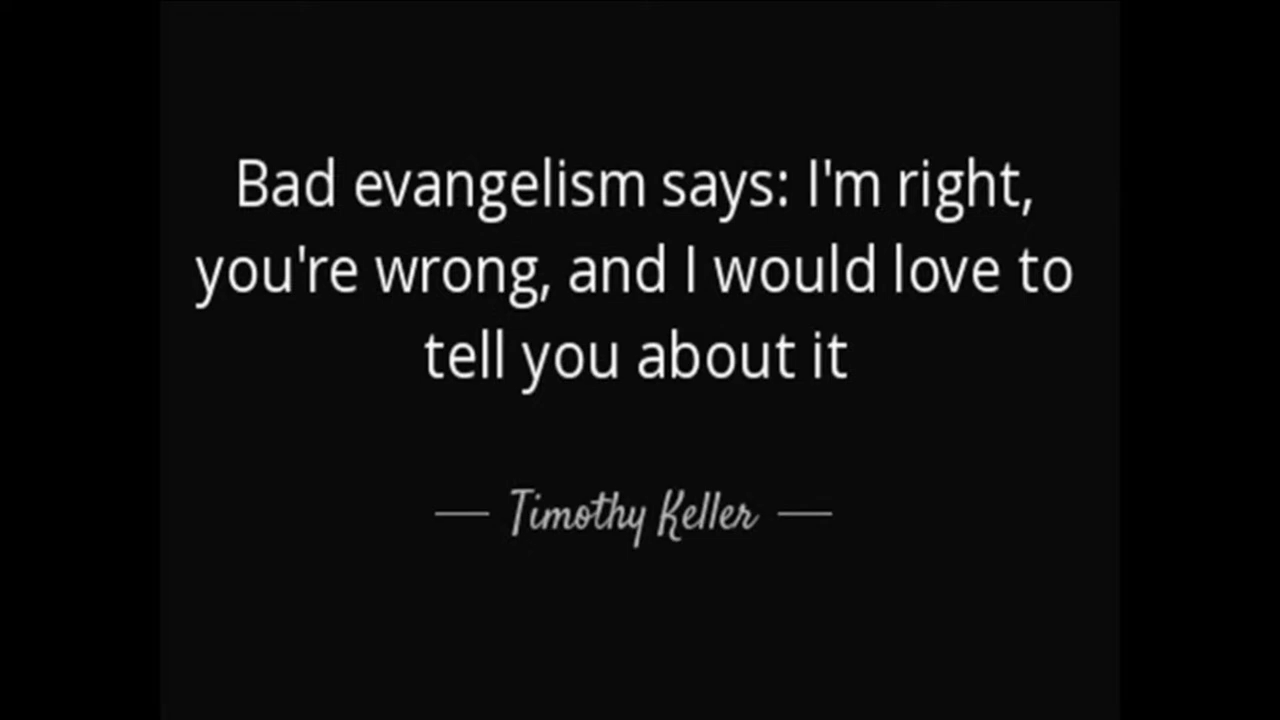 Bad evangelism says: I'm right,
you're wrong, and I would love to
tell you about it
Timothy Keller